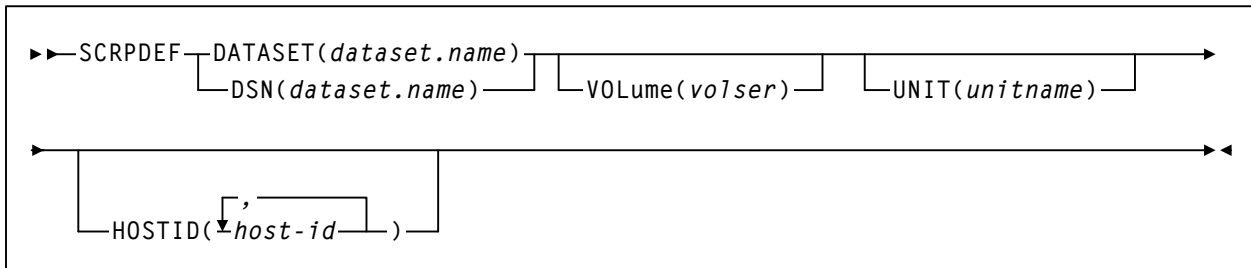 SCRPDEF DATASET(dataset.name)
DSN(dataset.name) VOLume(volser) UNIT(unitname)
,
HOSTID( host-id )